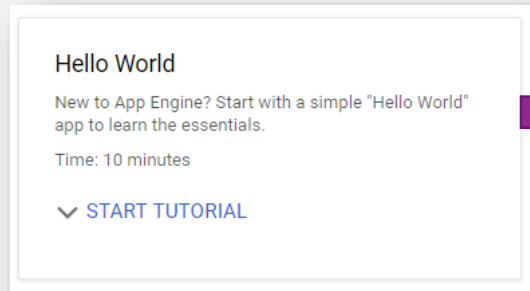 Hello World
New to App Engine? Start with a simple "Hello World"
app to learn the essentials.
Time: 10 minutes
START TUTORIAL